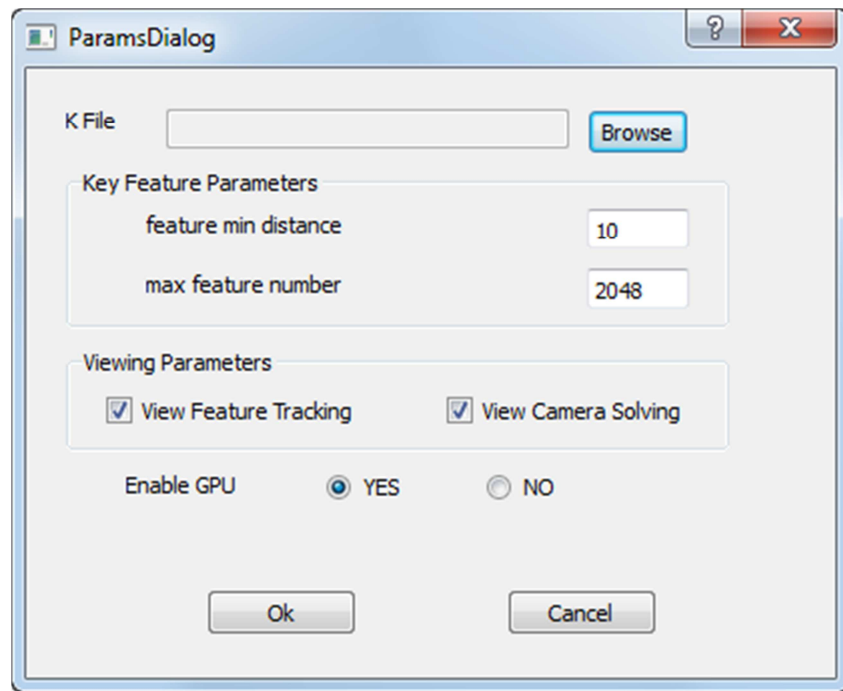 ParamsDialog
K File
Browse
Key Feature Parameters
feature min distance 10
max feature number 2048
Viewing Parameters
View Feature Tracking View Camera Solving
Enable GPU YES NO
Ok Cancel